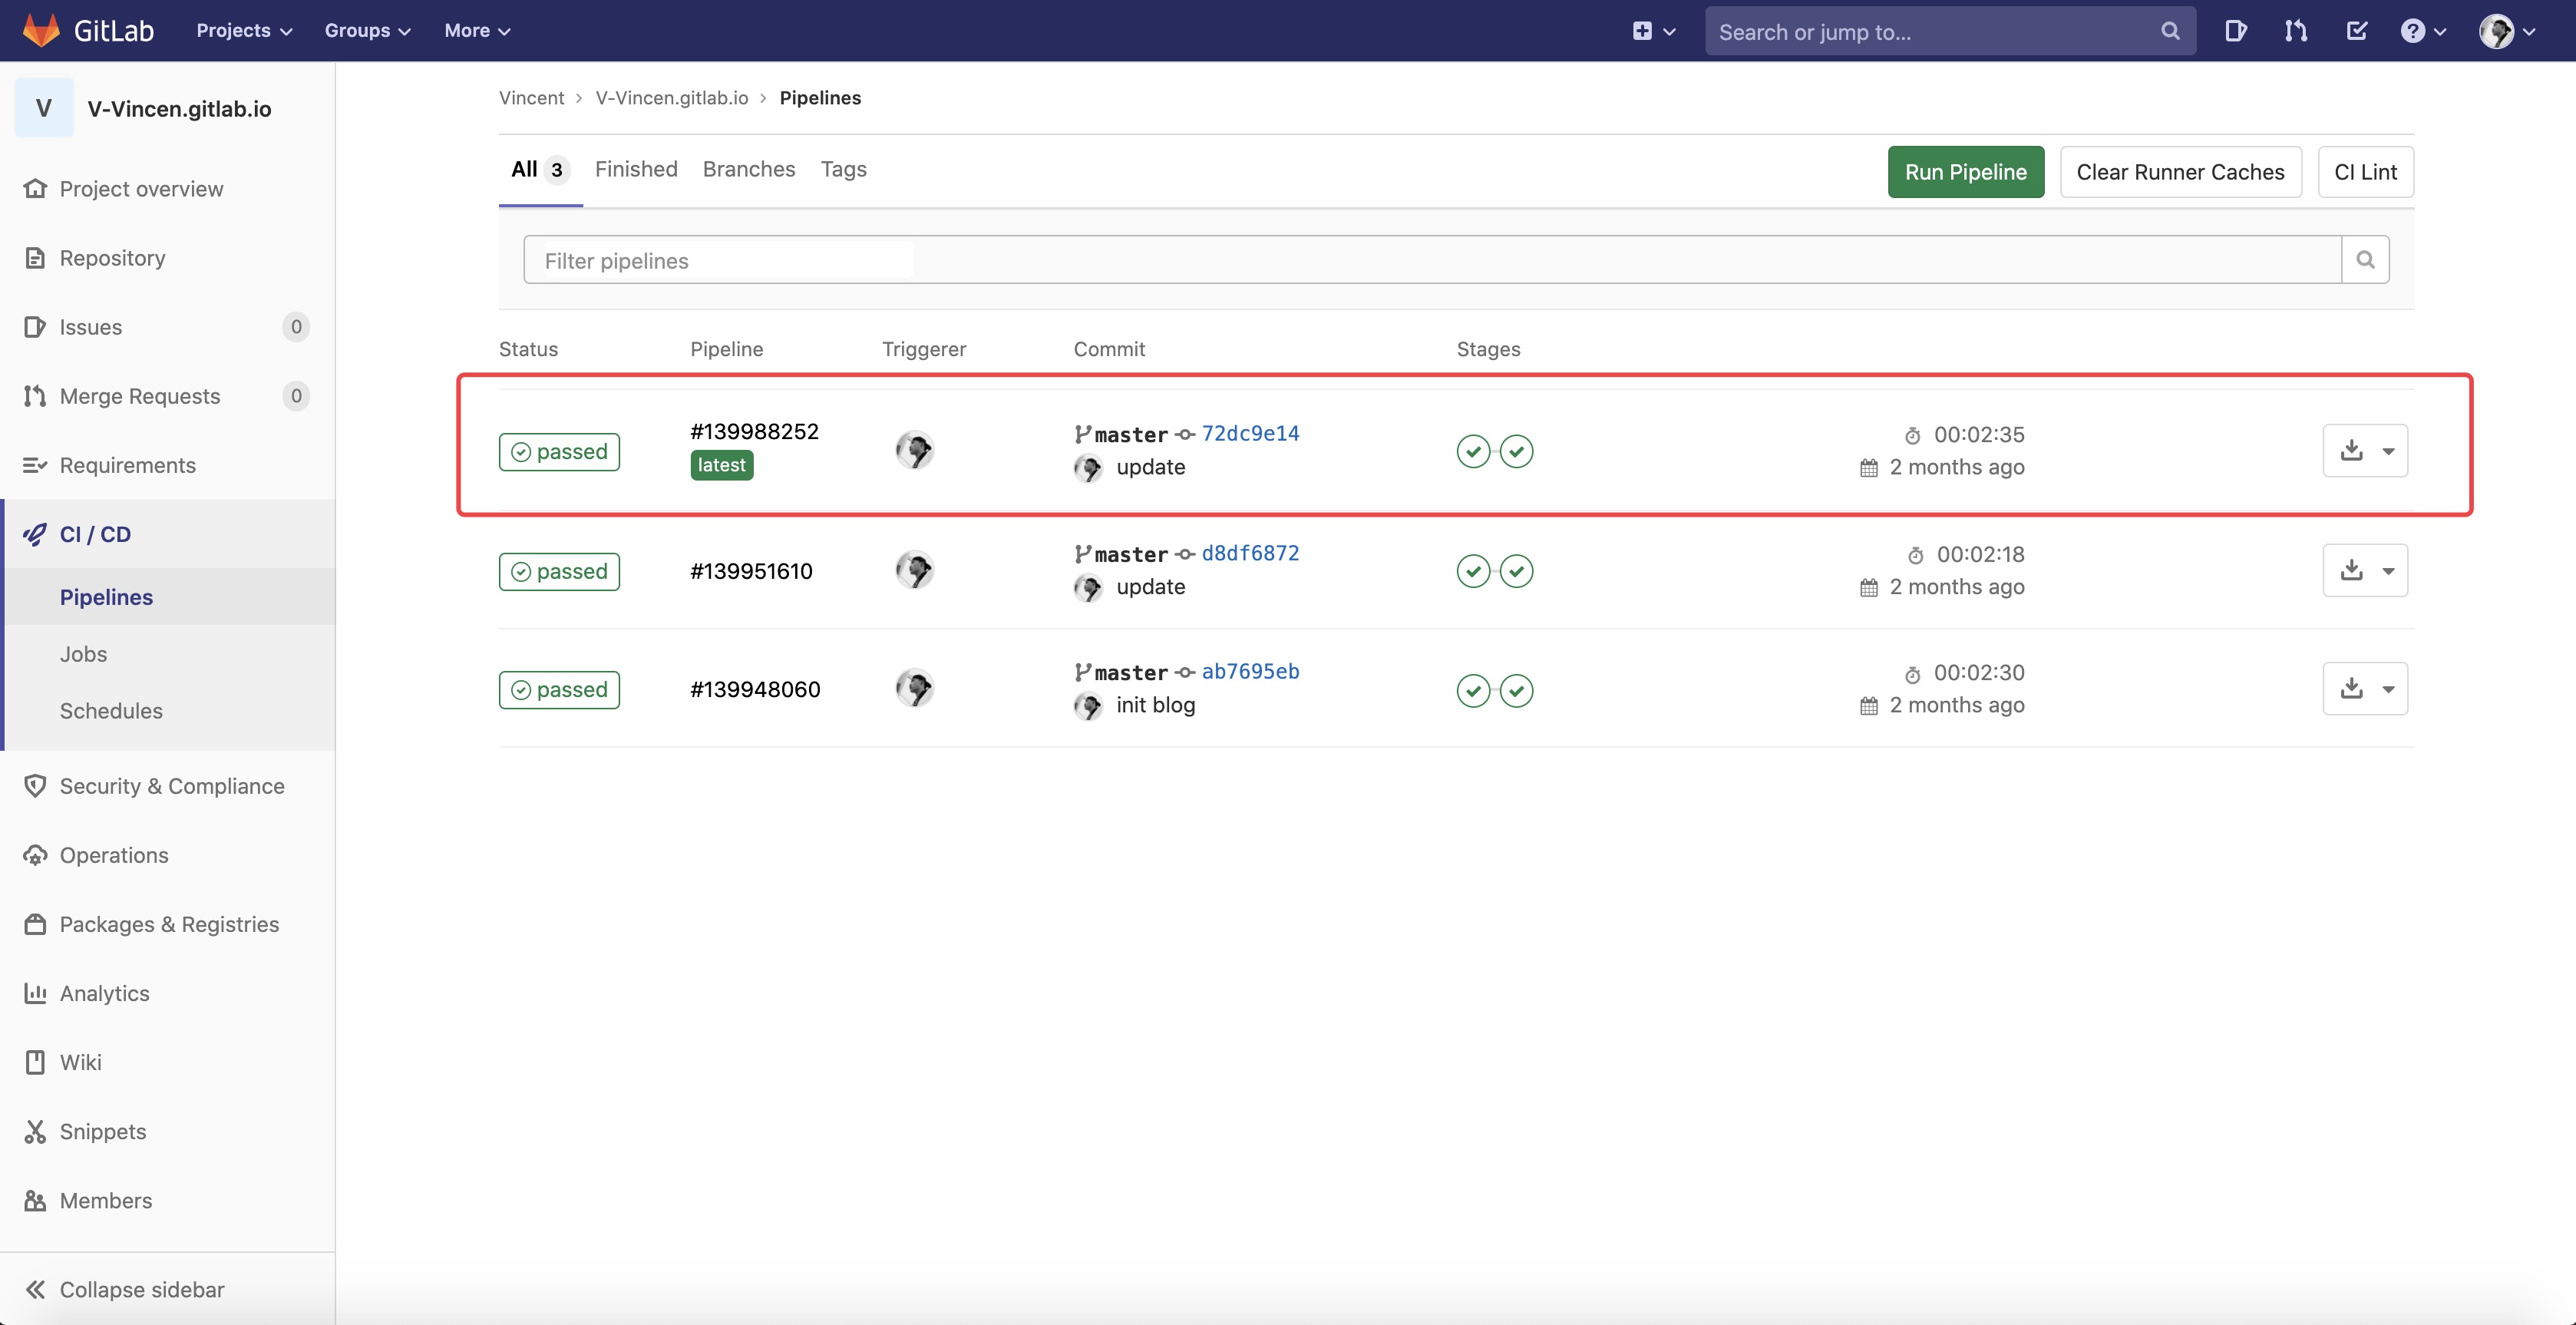 GitLab Projects Groups More Search or jump to...
V V-Vincen.gitlab.io
Project overview
Repository
Issues 0
Merge Requests 0
Requirements
CI / CD
Pipelines
Jobs
Schedules
Security & Compliance
Operations
Packages & Registries
Analytics
Wiki
Snippets
Members
Collapse sidebar
Vincent > V-Vincen.gitlab.io > Pipelines
All 3 Finished Branches Tags Run Pipeline Clear Runner Caches CI Lint
Filter pipelines
Status Pipeline Triggerer Commit Stages
passed #139988252 latest master 72dc9e14 00:02:35
update 2 months ago
passed #139951610 master d8df6872 00:02:18
update 2 months ago
passed #139948060 master ab7695eb 00:02:30
init blog 2 months ago